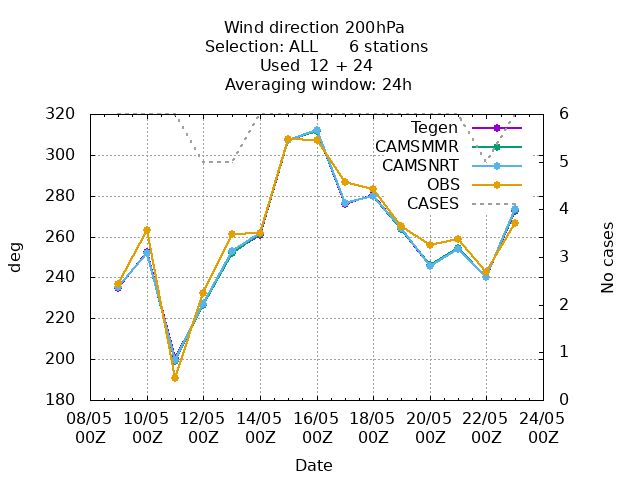 Wind direction 200hPa
Selection: ALL 6 stations
Used 12 + 24
Averaging window: 24h
320
300
280
260
240
220
200
180
deg
6
5
4
3
2
1
0
No cases
Tegen
CAMSMMR
CAMSNRT
OBS
CASES
08/05 10/05 12/05 14/05 16/05 18/05 20/05 22/05 24/05
00Z 00Z 00Z 00Z 00Z 00Z 00Z 00Z 00Z
Date